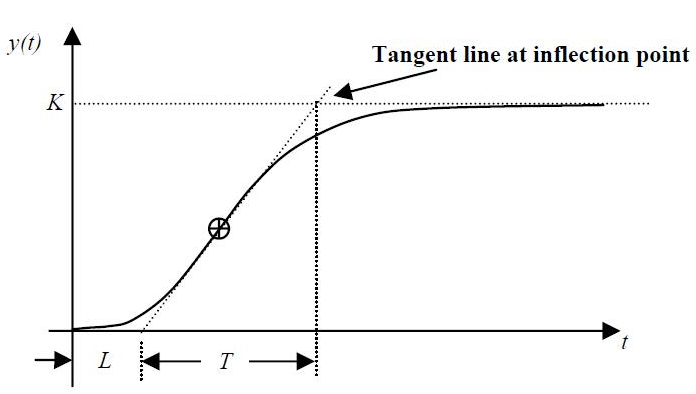 y(t)
Tangent line at inflection point
K
t
L
T